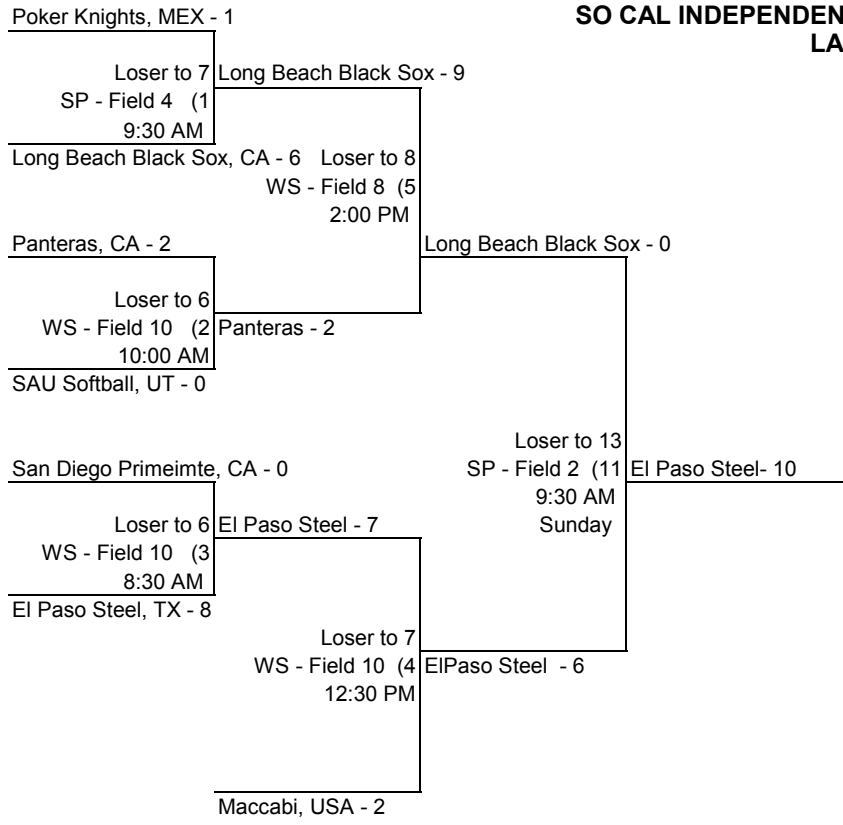 Poker Knights, MEX - 1
SO CAL INDEPENDEN
LA
Loser to 7
Long Beach Black Sox - 9
SP - Field 4 (1
9:30 AM
Long Beach Black Sox, CA - 6
Loser to 8
WS - Field 8 (5
2:00 PM
Panteras, CA - 2
Long Beach Black Sox - 0
Loser to 6
WS - Field 10 (2
Panteras - 2
10:00 AM
SAU Softball, UT - 0
Loser to 13
San Diego Primeimte, CA - 0
SP - Field 2 (11
El Paso Steel- 10
9:30 AM
Loser to 6
El Paso Steel - 7
Sunday
WS - Field 10 (3
8:30 AM
El Paso Steel, TX - 8
Loser to 7
WS - Field 10 (4
ElPaso Steel - 6
12:30 PM
Maccabi, USA - 2